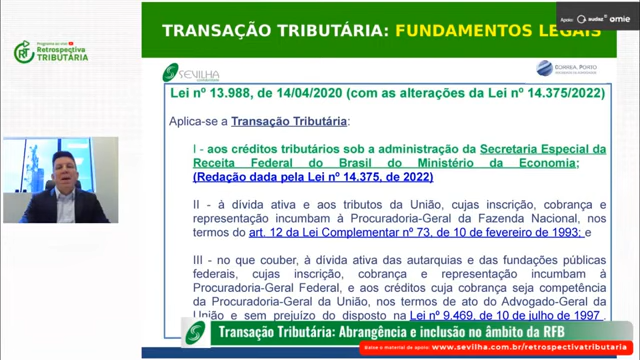 Apoio: audaz omie
TRANSAÇÃO TRIBUTÁRIA: FUNDAMENTOS LEGAIS
Retrospectiva
TRIBUTÁRIA
SEVILHA
CORREA, PORTO
Lei nº 13.988, de 14/04/2020 (com as alterações da Lei nº 14.375/2022)
Aplica-se a Transação Tributária:
I - aos créditos tributários sob a administração da Secretaria Especial da
Receita Federal do Brasil do Ministério da Economia;
(Redação dada pela Lei nº 14.375, de 2022)
II - à dívida ativa e aos tributos da União, cujas inscrição, cobrança e
representação incumbam à Procuradoria-Geral da Fazenda Nacional, nos
termos do art. 12 da Lei Complementar nº 73, de 10 de fevereiro de 1993; e
III - no que couber, à dívida ativa das autarquias e das fundações públicas
federais, cujas inscrição, cobrança e representação incumbam à
Procuradoria-Geral Federal, e aos créditos cuja cobrança seja competência
da Procuradoria-Geral da União, nos termos de ato do Advogado-Geral da
União e sem prejuízo do disposto na Lei nº 9.469, de 10 de julho de 1997.
Transação Tributária: Abrangência e inclusão no âmbito da RFB
Baixe o material de apoio: www.sevilha.com.br/retrospectivatributaria